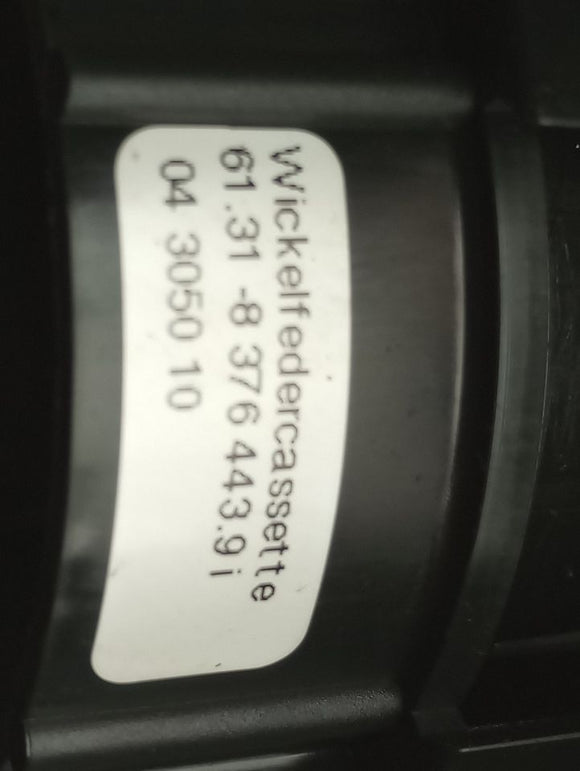 Wickelfedercassette
61.31 -8 376 443.9 i
04 3050 10